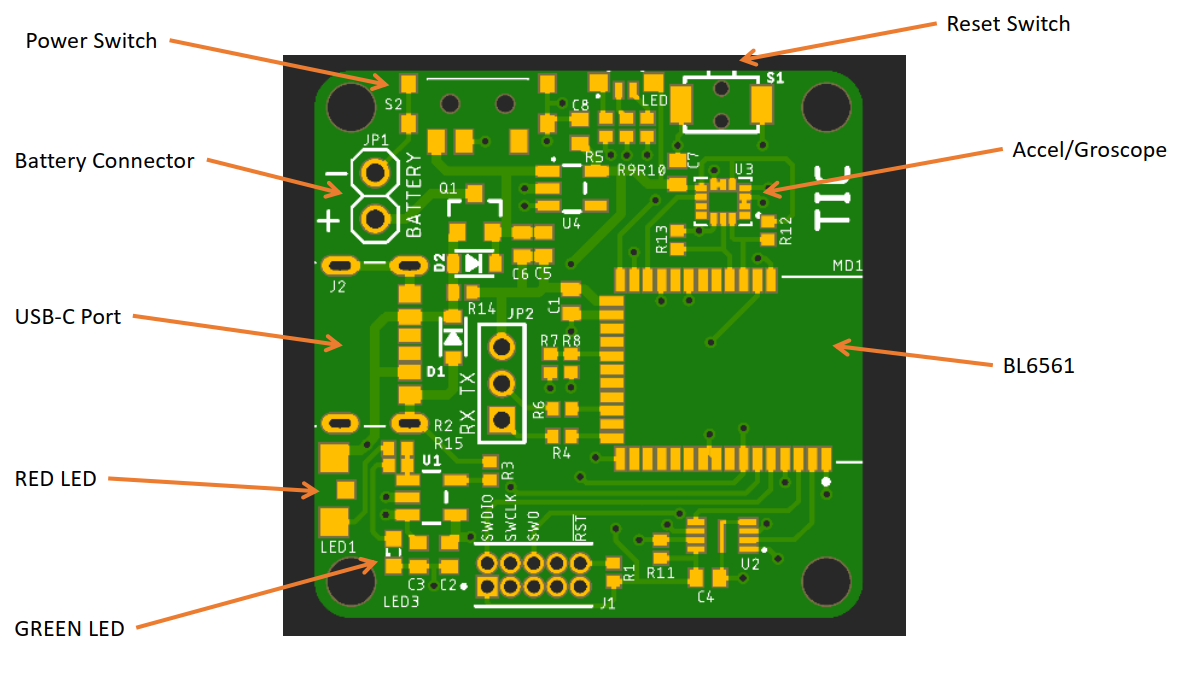 Reset Switch
Power Switch
S1
S2
LED
C8
JP1
Accel/Groscope
Battery Connector
BATTERY
R5
C7
R9R10
U3
−
+
Q1
TIP
U4
R12
R13
D2
C6 C5
MD1
J2
R14
C1
JP2
USB-C Port
R7 R8
D1
BL6561
RX TX
R6
R2
R15
R4
U1
R3
RED LED
SWDIO
SWCLK
SWO
RST
LED1
U2
R11
R1
C3 C2
C4
LED3
J1
GREEN LED